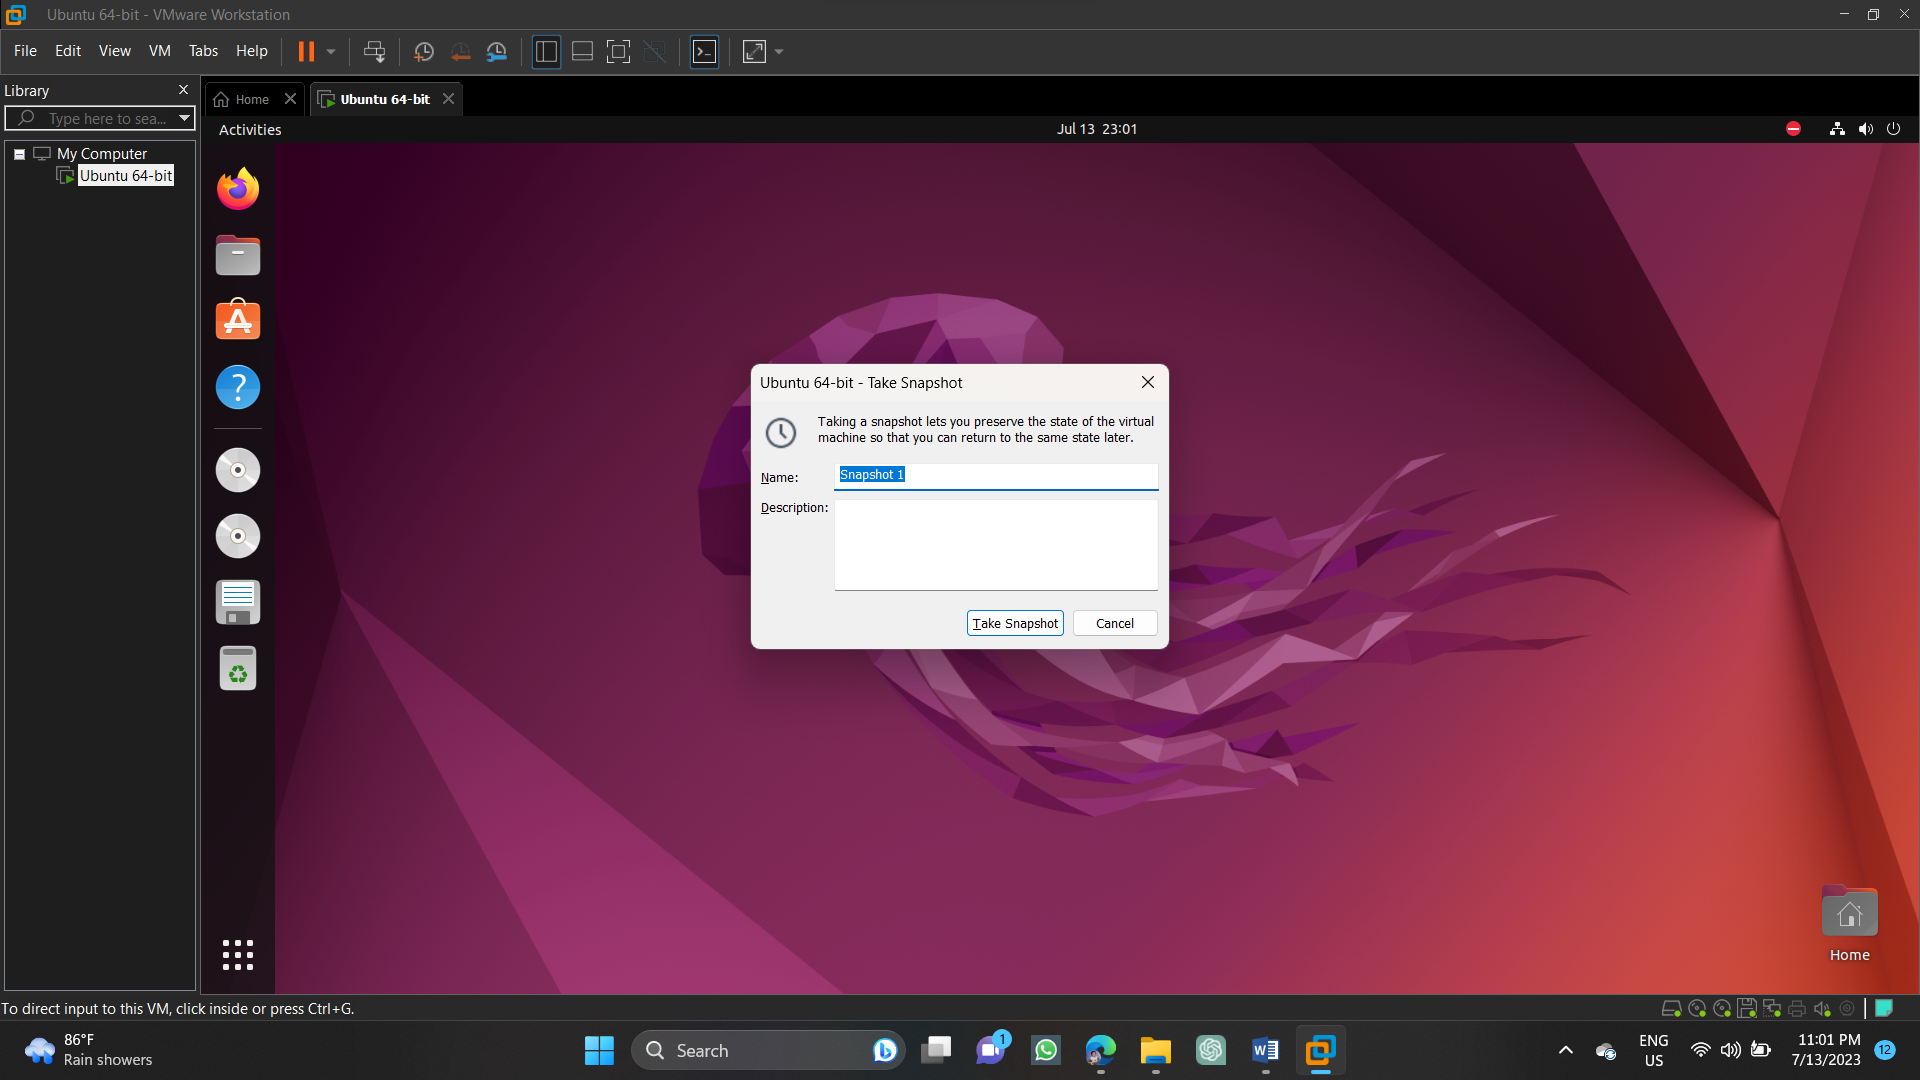 Ubuntu 64-bit - VMware Workstation
File Edit View VM Tabs Help
Library
Type here to sea...
My Computer
Ubuntu 64-bit
Home
Ubuntu 64-bit
Activities
Jul 13 23:01
Ubuntu 64-bit - Take Snapshot
Taking a snapshot lets you preserve the state of the virtual
machine so that you can return to the same state later.
Name:
Snapshot 1
Description:
Take Snapshot
Cancel
Home
To direct input to this VM, click inside or press Ctrl+G.
86°F
Rain showers
Search
1
ENG
US
11:01 PM
7/13/2023
12